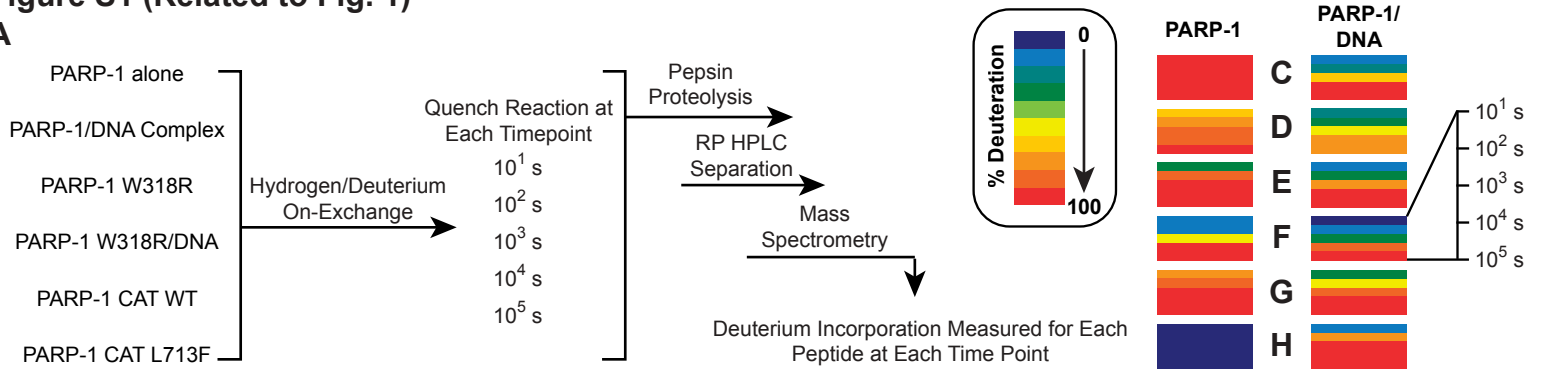 Figure S1 (Related to Fig. 1)
A
PARP-1 alone
PARP-1/DNA Complex
PARP-1 W318R
PARP-1 W318R/DNA
PARP-1 CAT WT
PARP-1 CAT L713F
Hydrogen/Deuterium
On-Exchange
Quench Reaction at
Each Timepoint
10¹ s
10² s
10³ s
10⁴ s
10⁵ s
Pepsin
Proteolysis
RP HPLC
Separation
Mass
Spectrometry
Deuterium Incorporation Measured for Each
Peptide at Each Time Point
% Deuteration
0
100
PARP-1
PARP-1/
DNA
C
D
E
F
G
H
10¹ s
10² s
10³ s
10⁴ s
10⁵ s